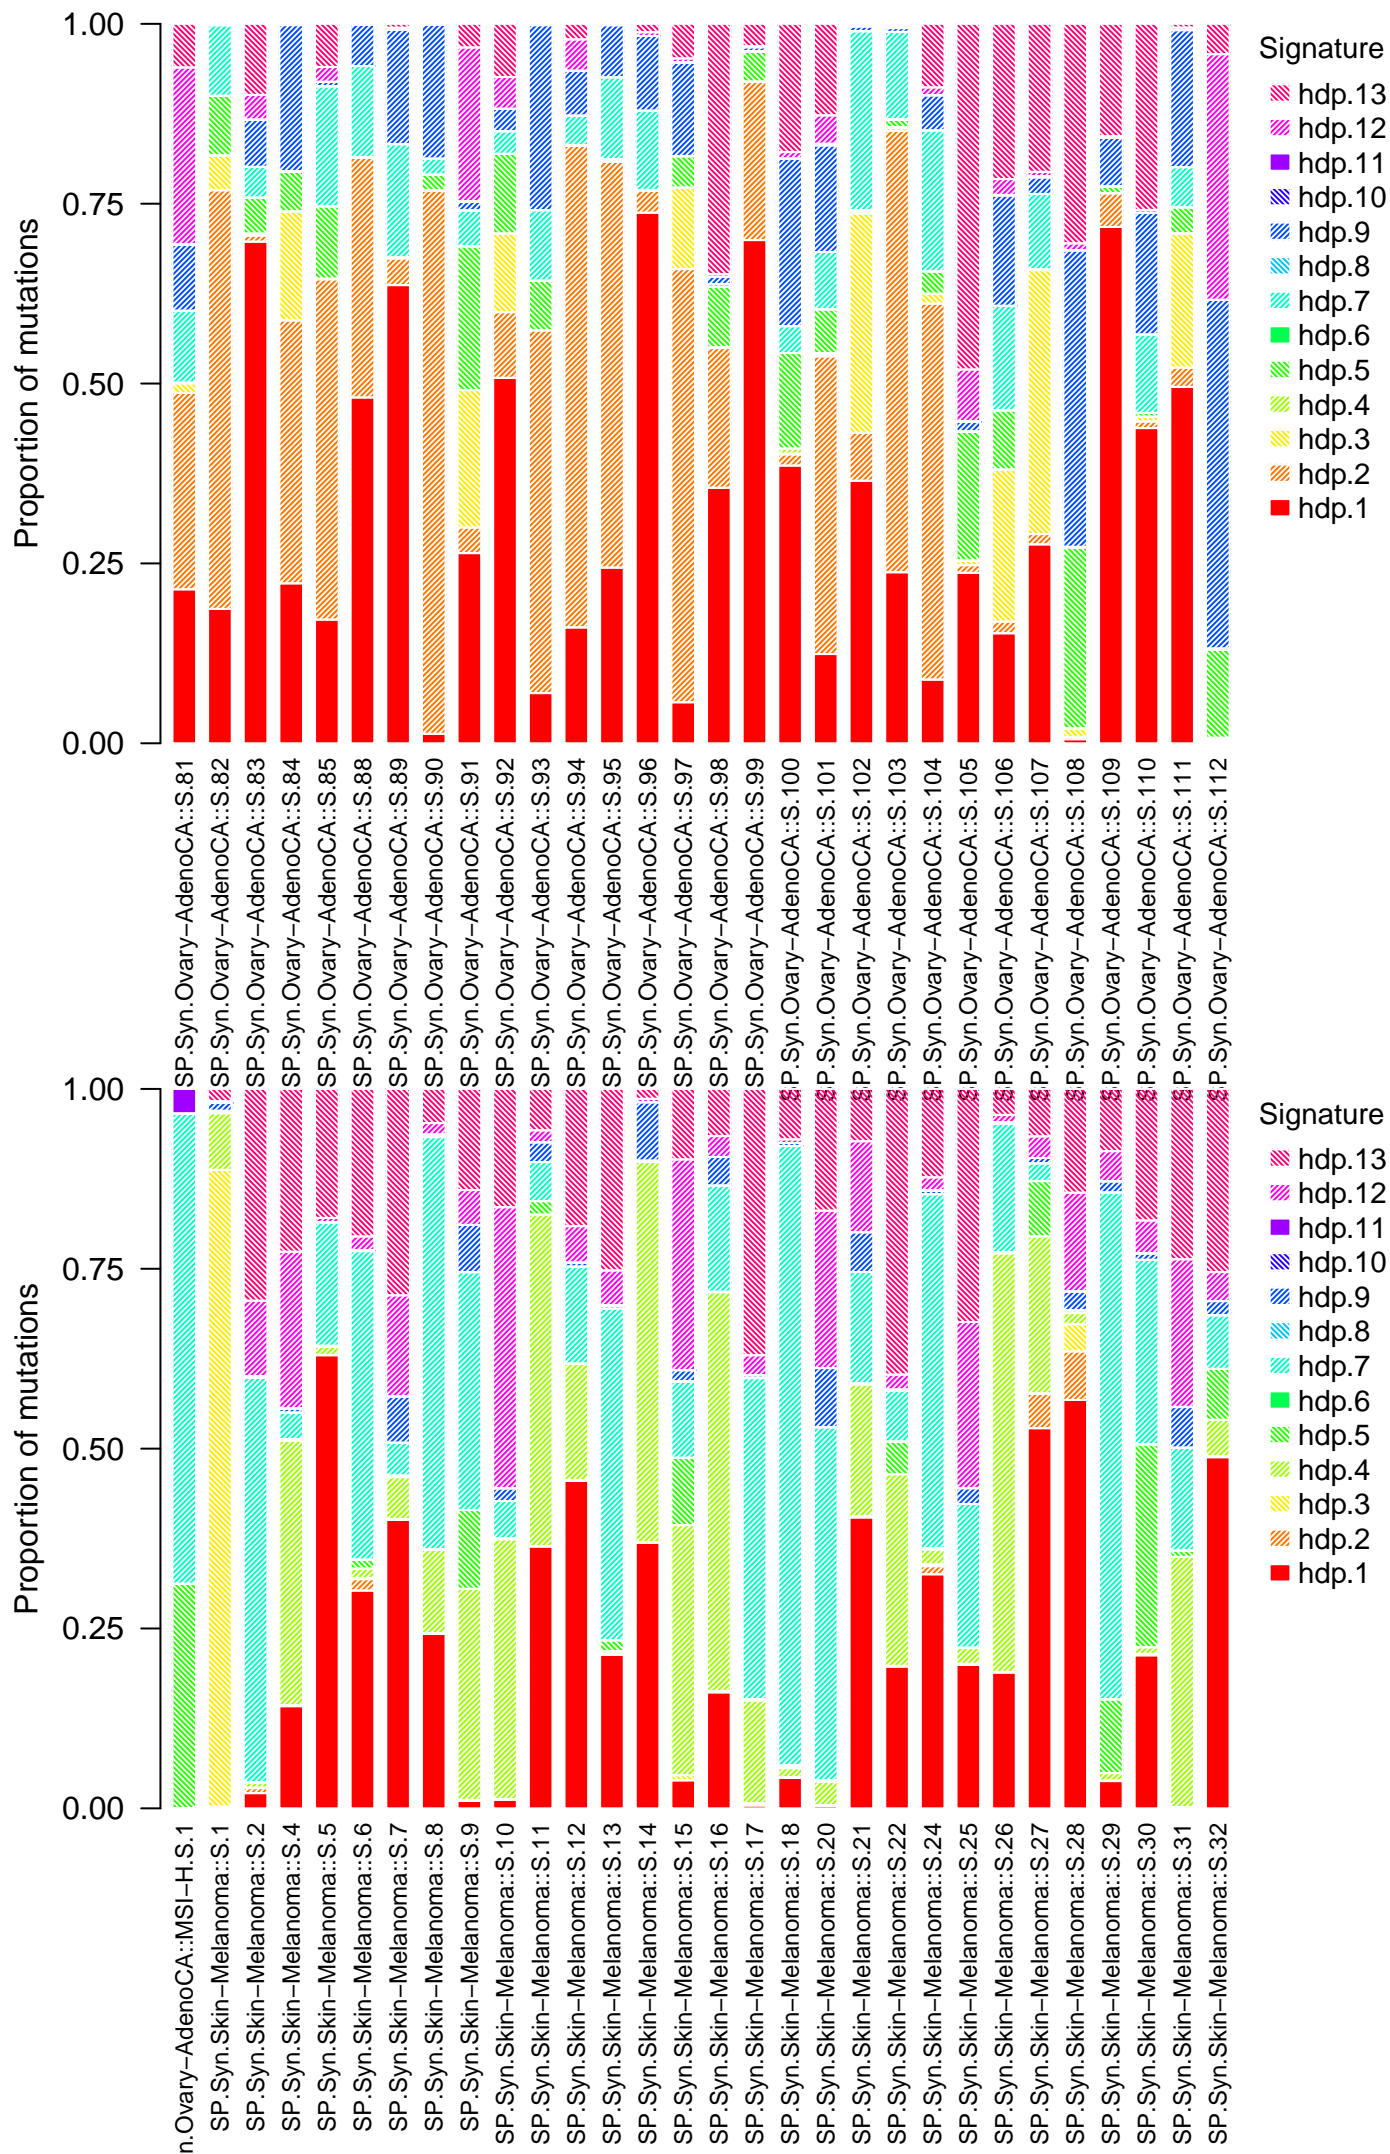 Proportion of mutations
1.00
0.75
0.50
0.25
0.00
Signature
hdp.13
hdp.12
hdp.11
hdp.10
hdp.9
hdp.8
hdp.7
hdp.6
hdp.5
hdp.4
hdp.3
hdp.2
hdp.1
SP.Syn.Ovary−AdenoCA::S.81
SP.Syn.Ovary−AdenoCA::S.82
SP.Syn.Ovary−AdenoCA::S.83
SP.Syn.Ovary−AdenoCA::S.84
SP.Syn.Ovary−AdenoCA::S.85
SP.Syn.Ovary−AdenoCA::S.88
SP.Syn.Ovary−AdenoCA::S.89
SP.Syn.Ovary−AdenoCA::S.90
SP.Syn.Ovary−AdenoCA::S.91
SP.Syn.Ovary−AdenoCA::S.92
SP.Syn.Ovary−AdenoCA::S.93
SP.Syn.Ovary−AdenoCA::S.94
SP.Syn.Ovary−AdenoCA::S.95
SP.Syn.Ovary−AdenoCA::S.96
SP.Syn.Ovary−AdenoCA::S.97
SP.Syn.Ovary−AdenoCA::S.98
SP.Syn.Ovary−AdenoCA::S.99
SP.Syn.Ovary−AdenoCA::S.100
SP.Syn.Ovary−AdenoCA::S.101
SP.Syn.Ovary−AdenoCA::S.102
SP.Syn.Ovary−AdenoCA::S.103
SP.Syn.Ovary−AdenoCA::S.104
SP.Syn.Ovary−AdenoCA::S.105
SP.Syn.Ovary−AdenoCA::S.106
SP.Syn.Ovary−AdenoCA::S.107
SP.Syn.Ovary−AdenoCA::S.108
SP.Syn.Ovary−AdenoCA::S.109
SP.Syn.Ovary−AdenoCA::S.110
SP.Syn.Ovary−AdenoCA::S.111
SP.Syn.Ovary−AdenoCA::S.112
Proportion of mutations
1.00
0.75
0.50
0.25
0.00
Signature
hdp.13
hdp.12
hdp.11
hdp.10
hdp.9
hdp.8
hdp.7
hdp.6
hdp.5
hdp.4
hdp.3
hdp.2
hdp.1
n.Ovary−AdenoCA::MSI−H.S.1
SP.Syn.Skin−Melanoma::S.1
SP.Syn.Skin−Melanoma::S.2
SP.Syn.Skin−Melanoma::S.4
SP.Syn.Skin−Melanoma::S.5
SP.Syn.Skin−Melanoma::S.6
SP.Syn.Skin−Melanoma::S.7
SP.Syn.Skin−Melanoma::S.8
SP.Syn.Skin−Melanoma::S.9
SP.Syn.Skin−Melanoma::S.10
SP.Syn.Skin−Melanoma::S.11
SP.Syn.Skin−Melanoma::S.12
SP.Syn.Skin−Melanoma::S.13
SP.Syn.Skin−Melanoma::S.14
SP.Syn.Skin−Melanoma::S.15
SP.Syn.Skin−Melanoma::S.16
SP.Syn.Skin−Melanoma::S.17
SP.Syn.Skin−Melanoma::S.18
SP.Syn.Skin−Melanoma::S.20
SP.Syn.Skin−Melanoma::S.21
SP.Syn.Skin−Melanoma::S.22
SP.Syn.Skin−Melanoma::S.24
SP.Syn.Skin−Melanoma::S.25
SP.Syn.Skin−Melanoma::S.26
SP.Syn.Skin−Melanoma::S.27
SP.Syn.Skin−Melanoma::S.28
SP.Syn.Skin−Melanoma::S.29
SP.Syn.Skin−Melanoma::S.30
SP.Syn.Skin−Melanoma::S.31
SP.Syn.Skin−Melanoma::S.32